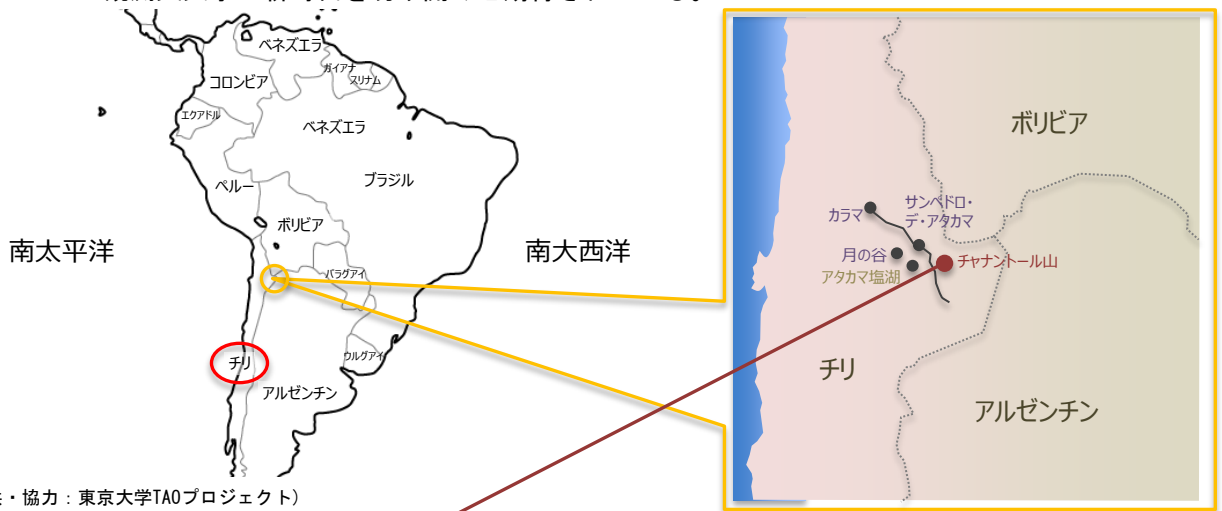 ベネズエラ
ガイアナ
スリナム
コロンビア
エクアドル
ベネズエラ
ペルー
ブラジル
ボリビア
南太平洋
南大西洋
パラグアイ
チリ
ウルグアイ
アルゼンチン
ボリビア
カラマ
サンペドロ・
デ・アタカマ
月の谷
チャナントール山
アタカマ塩湖
チリ
アルゼンチン
・協力：東京大学TAOプロジェクト）